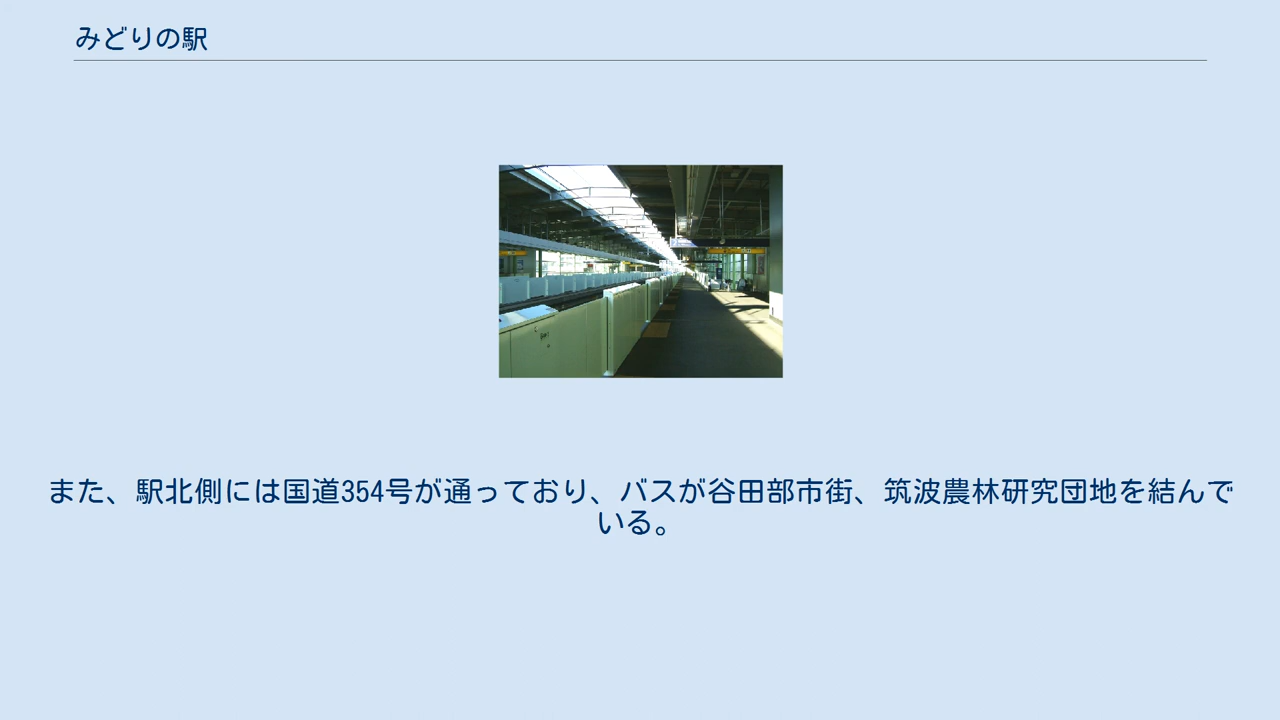 みどりの駅
また、駅北側には国道354号が通っており、バスが谷田部市街、筑波農林研究団地を結んで
いる。